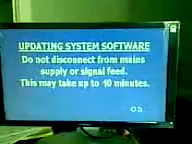 UPDATING SYSTEM SOFTWARE
Do not disconnect from mains
supply or signal feed.
This may take up to 10 minutes.